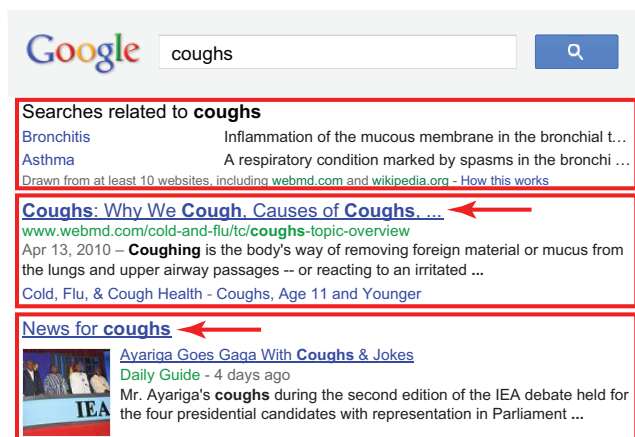 Google
coughs
Searches related to coughs
Bronchitis Inflammation of the mucous membrane in the bronchial t...
Asthma A respiratory condition marked by spasms in the bronchi ...
Drawn from at least 10 websites, including webmd.com and wikipedia.org - How this works
Coughs: Why We Cough, Causes of Coughs, ...
www.webmd.com/cold-and-flu/tc/coughs-topic-overview
Apr 13, 2010 – Coughing is the body's way of removing foreign material or mucus from
the lungs and upper airway passages -- or reacting to an irritated ...
Cold, Flu, & Cough Health - Coughs, Age 11 and Younger
News for coughs
Ayariga Goes Gaga With Coughs & Jokes
Daily Guide - 4 days ago
Mr. Ayariga's coughs during the second edition of the IEA debate held for
the four presidential candidates with representation in Parliament ...
IEA